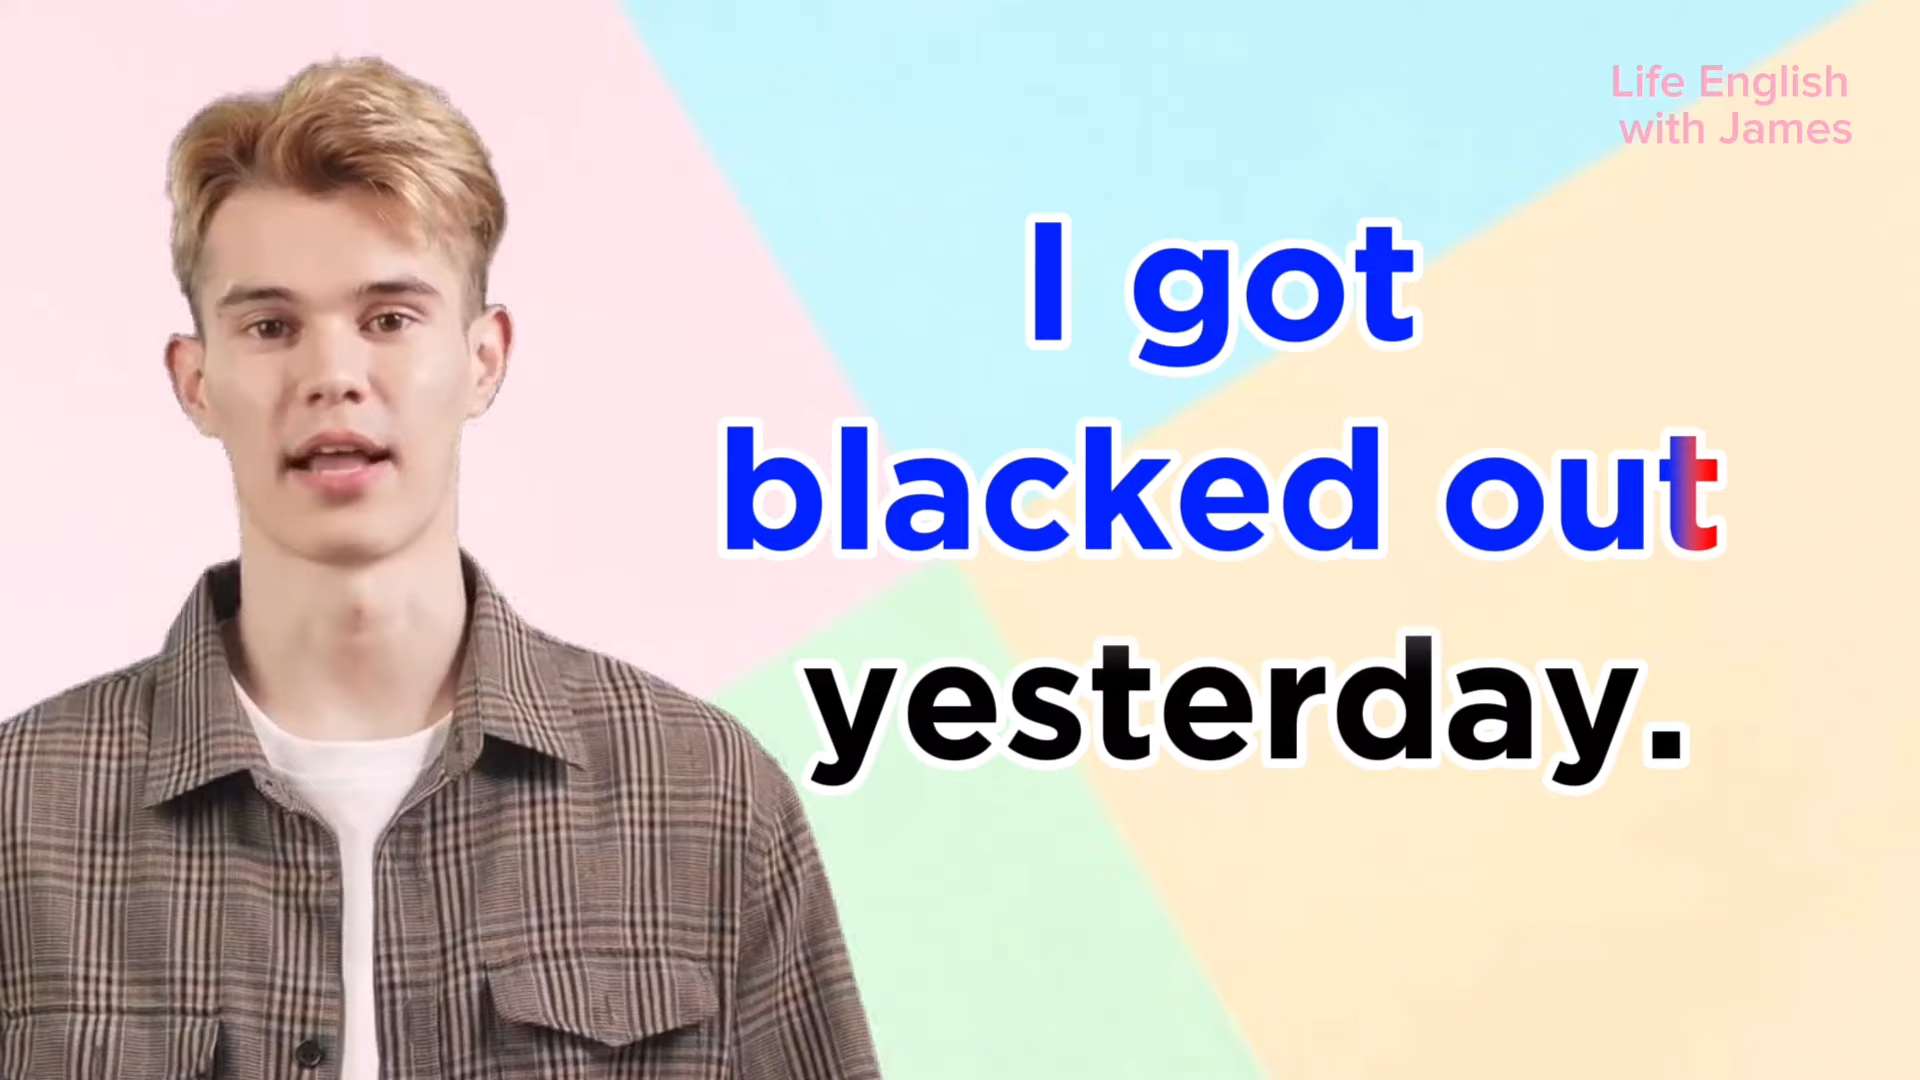 Life English
with James
I got
blacked out
yesterday.